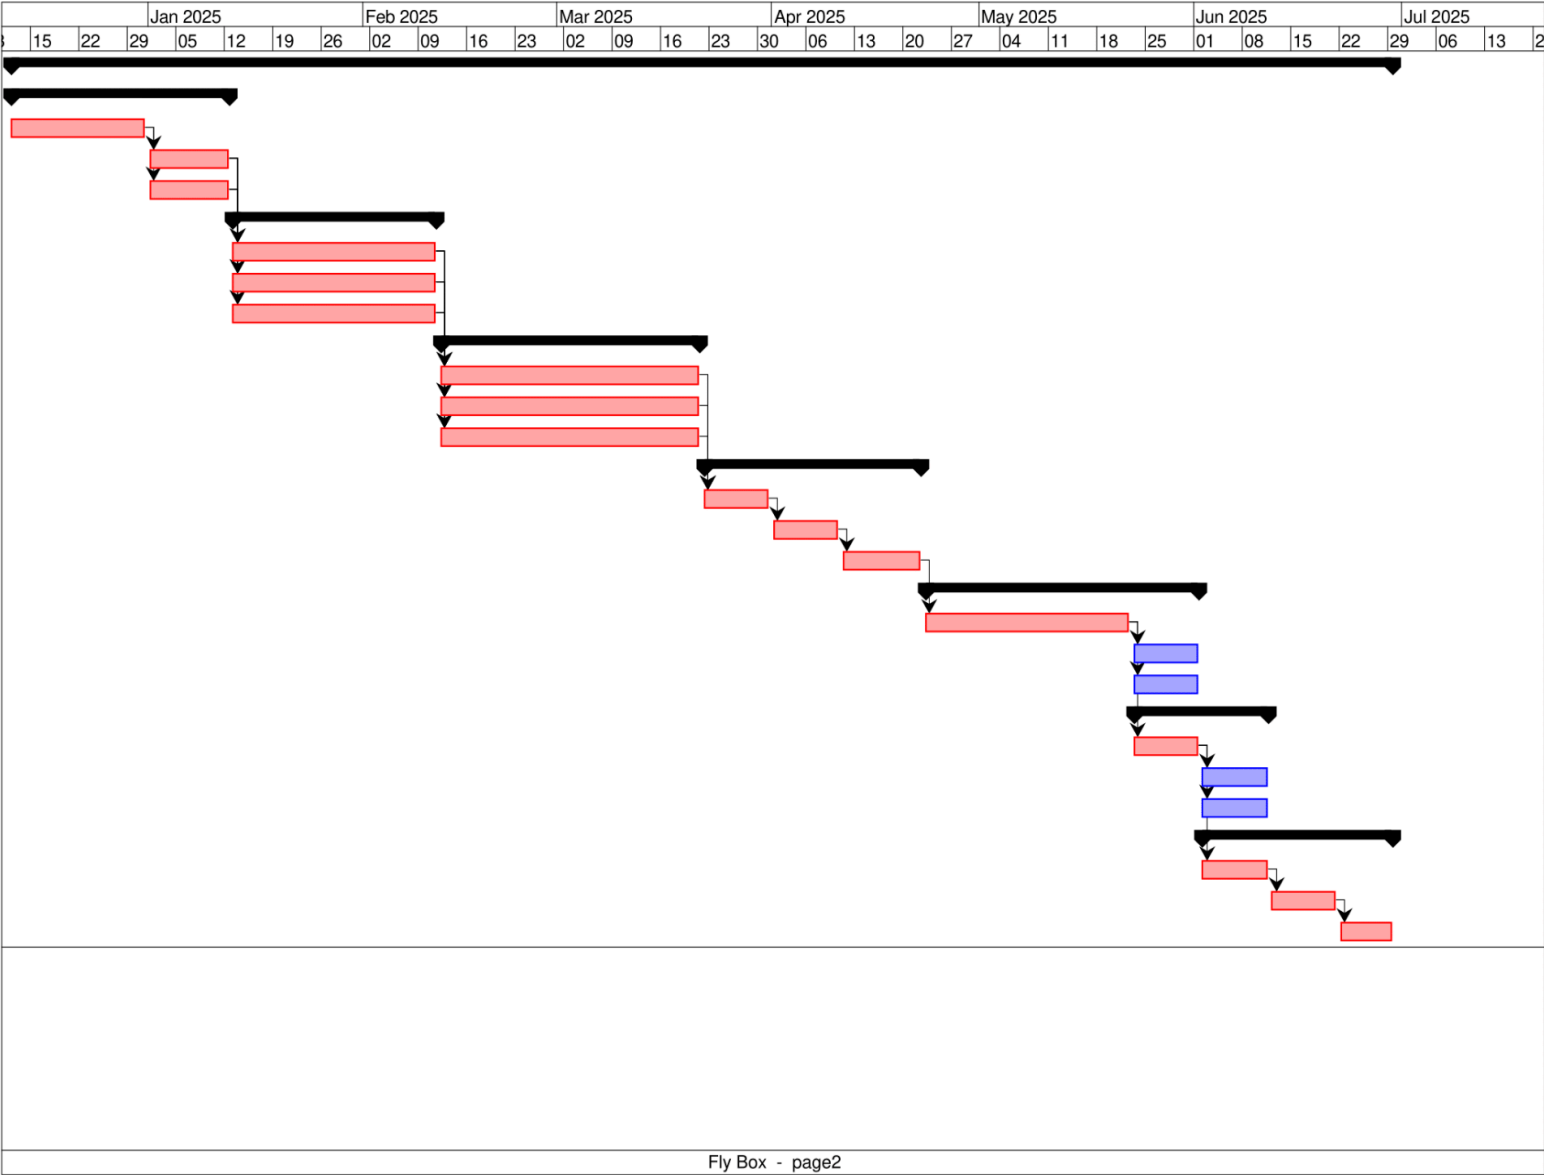 Jan 2025 Feb 2025 Mar 2025 Apr 2025 May 2025 Jun 2025 Jul 2025
15 22 29 05 12 19 26 02 09 16 23 02 09 16 23 30 06 13 20 27 04 11 18 25 01 08 15 22 29 06 13
Fly Box - page2